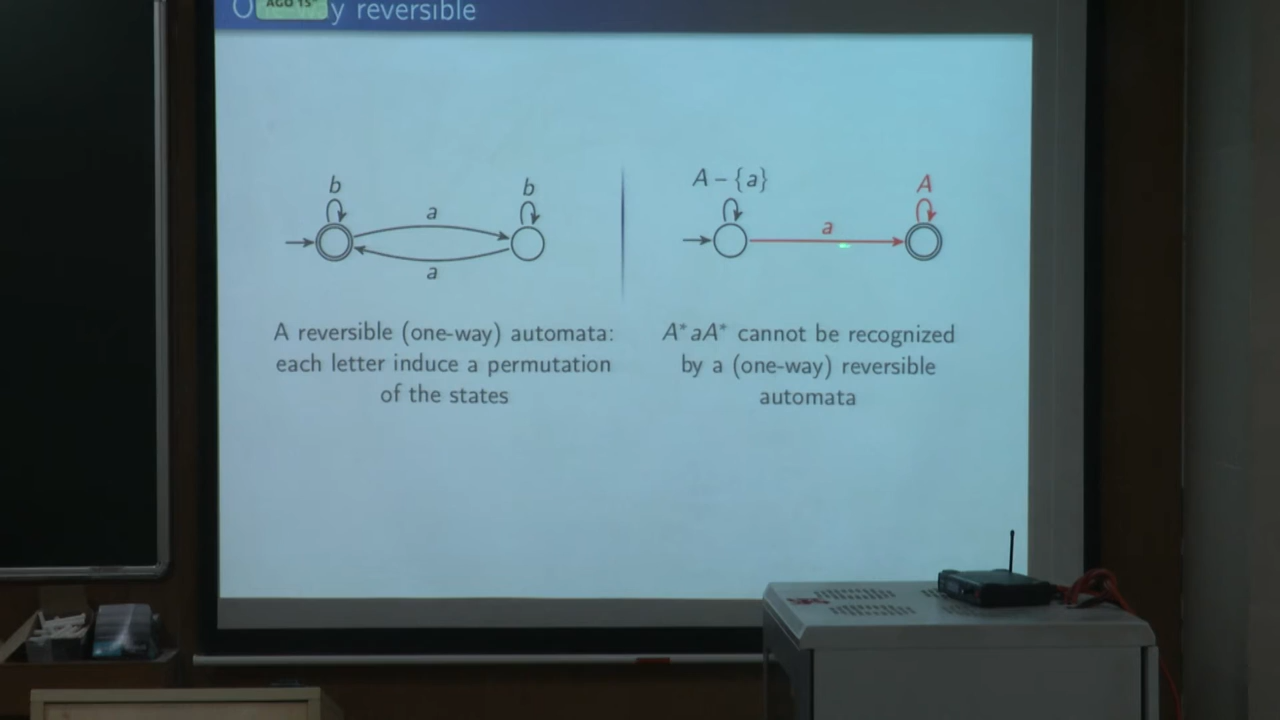 y reversible
b
b
a
a
A – {a}
A
a
A reversible (one-way) automata:
each letter induce a permutation
of the states
A*aA* cannot be recognized
by a (one-way) reversible
automata